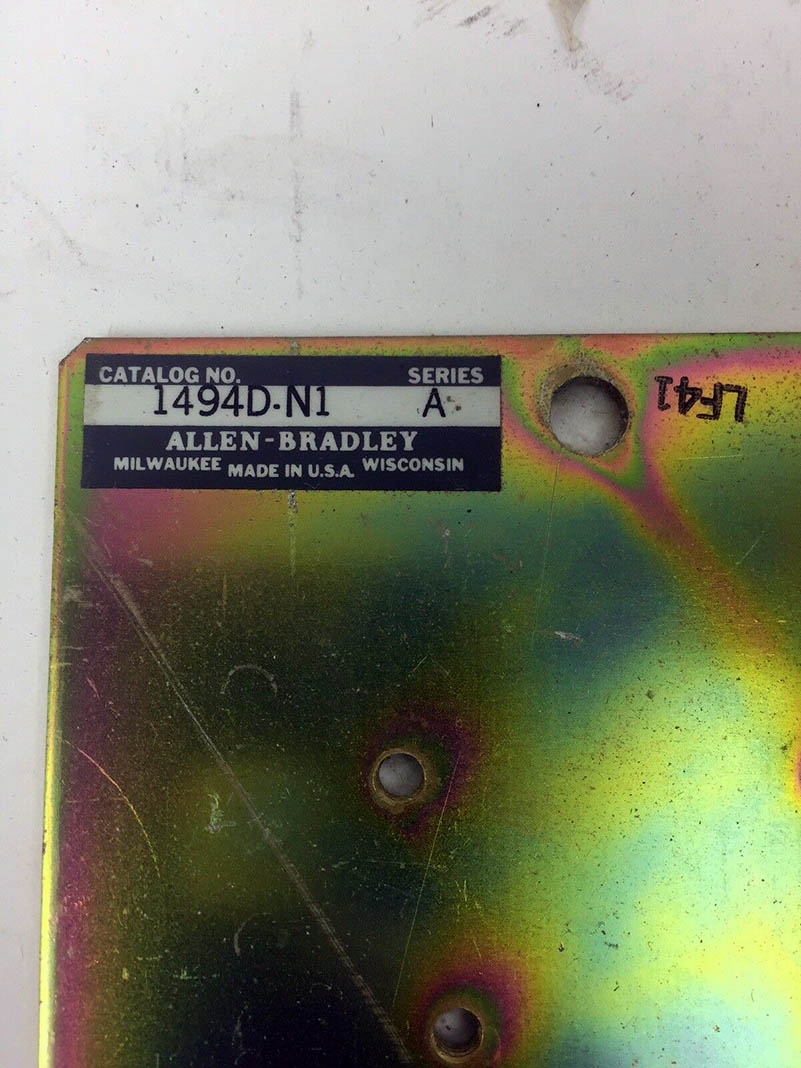 CATALOG NO. SERIES
1494D-N1 A
ALLEN-BRADLEY
MILWAUKEE MADE IN U.S.A. WISCONSIN
LF41